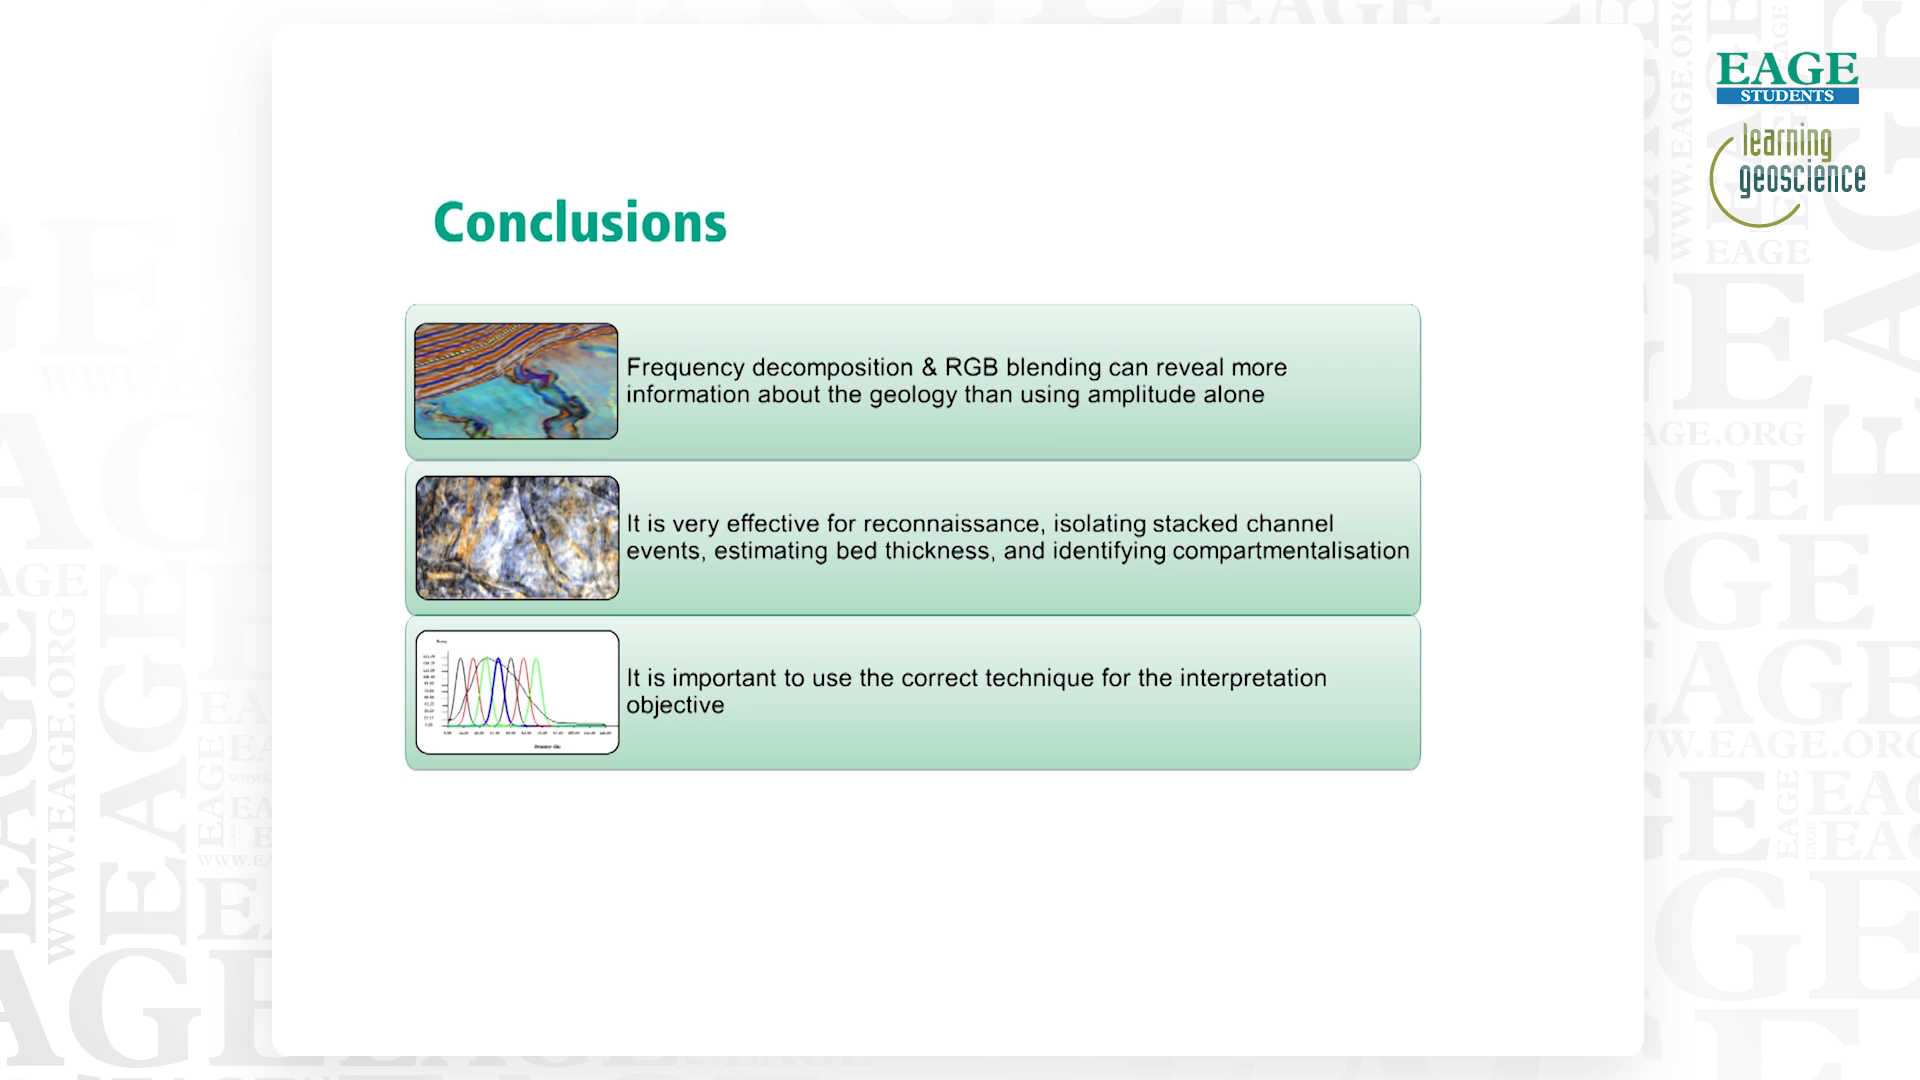 EAGE
STUDENTS
learning
geoscience
Conclusions
Frequency decomposition & RGB blending can reveal more
information about the geology than using amplitude alone
It is very effective for reconnaissance, isolating stacked channel
events, estimating bed thickness, and identifying compartmentalisation
It is important to use the correct technique for the interpretation
objective